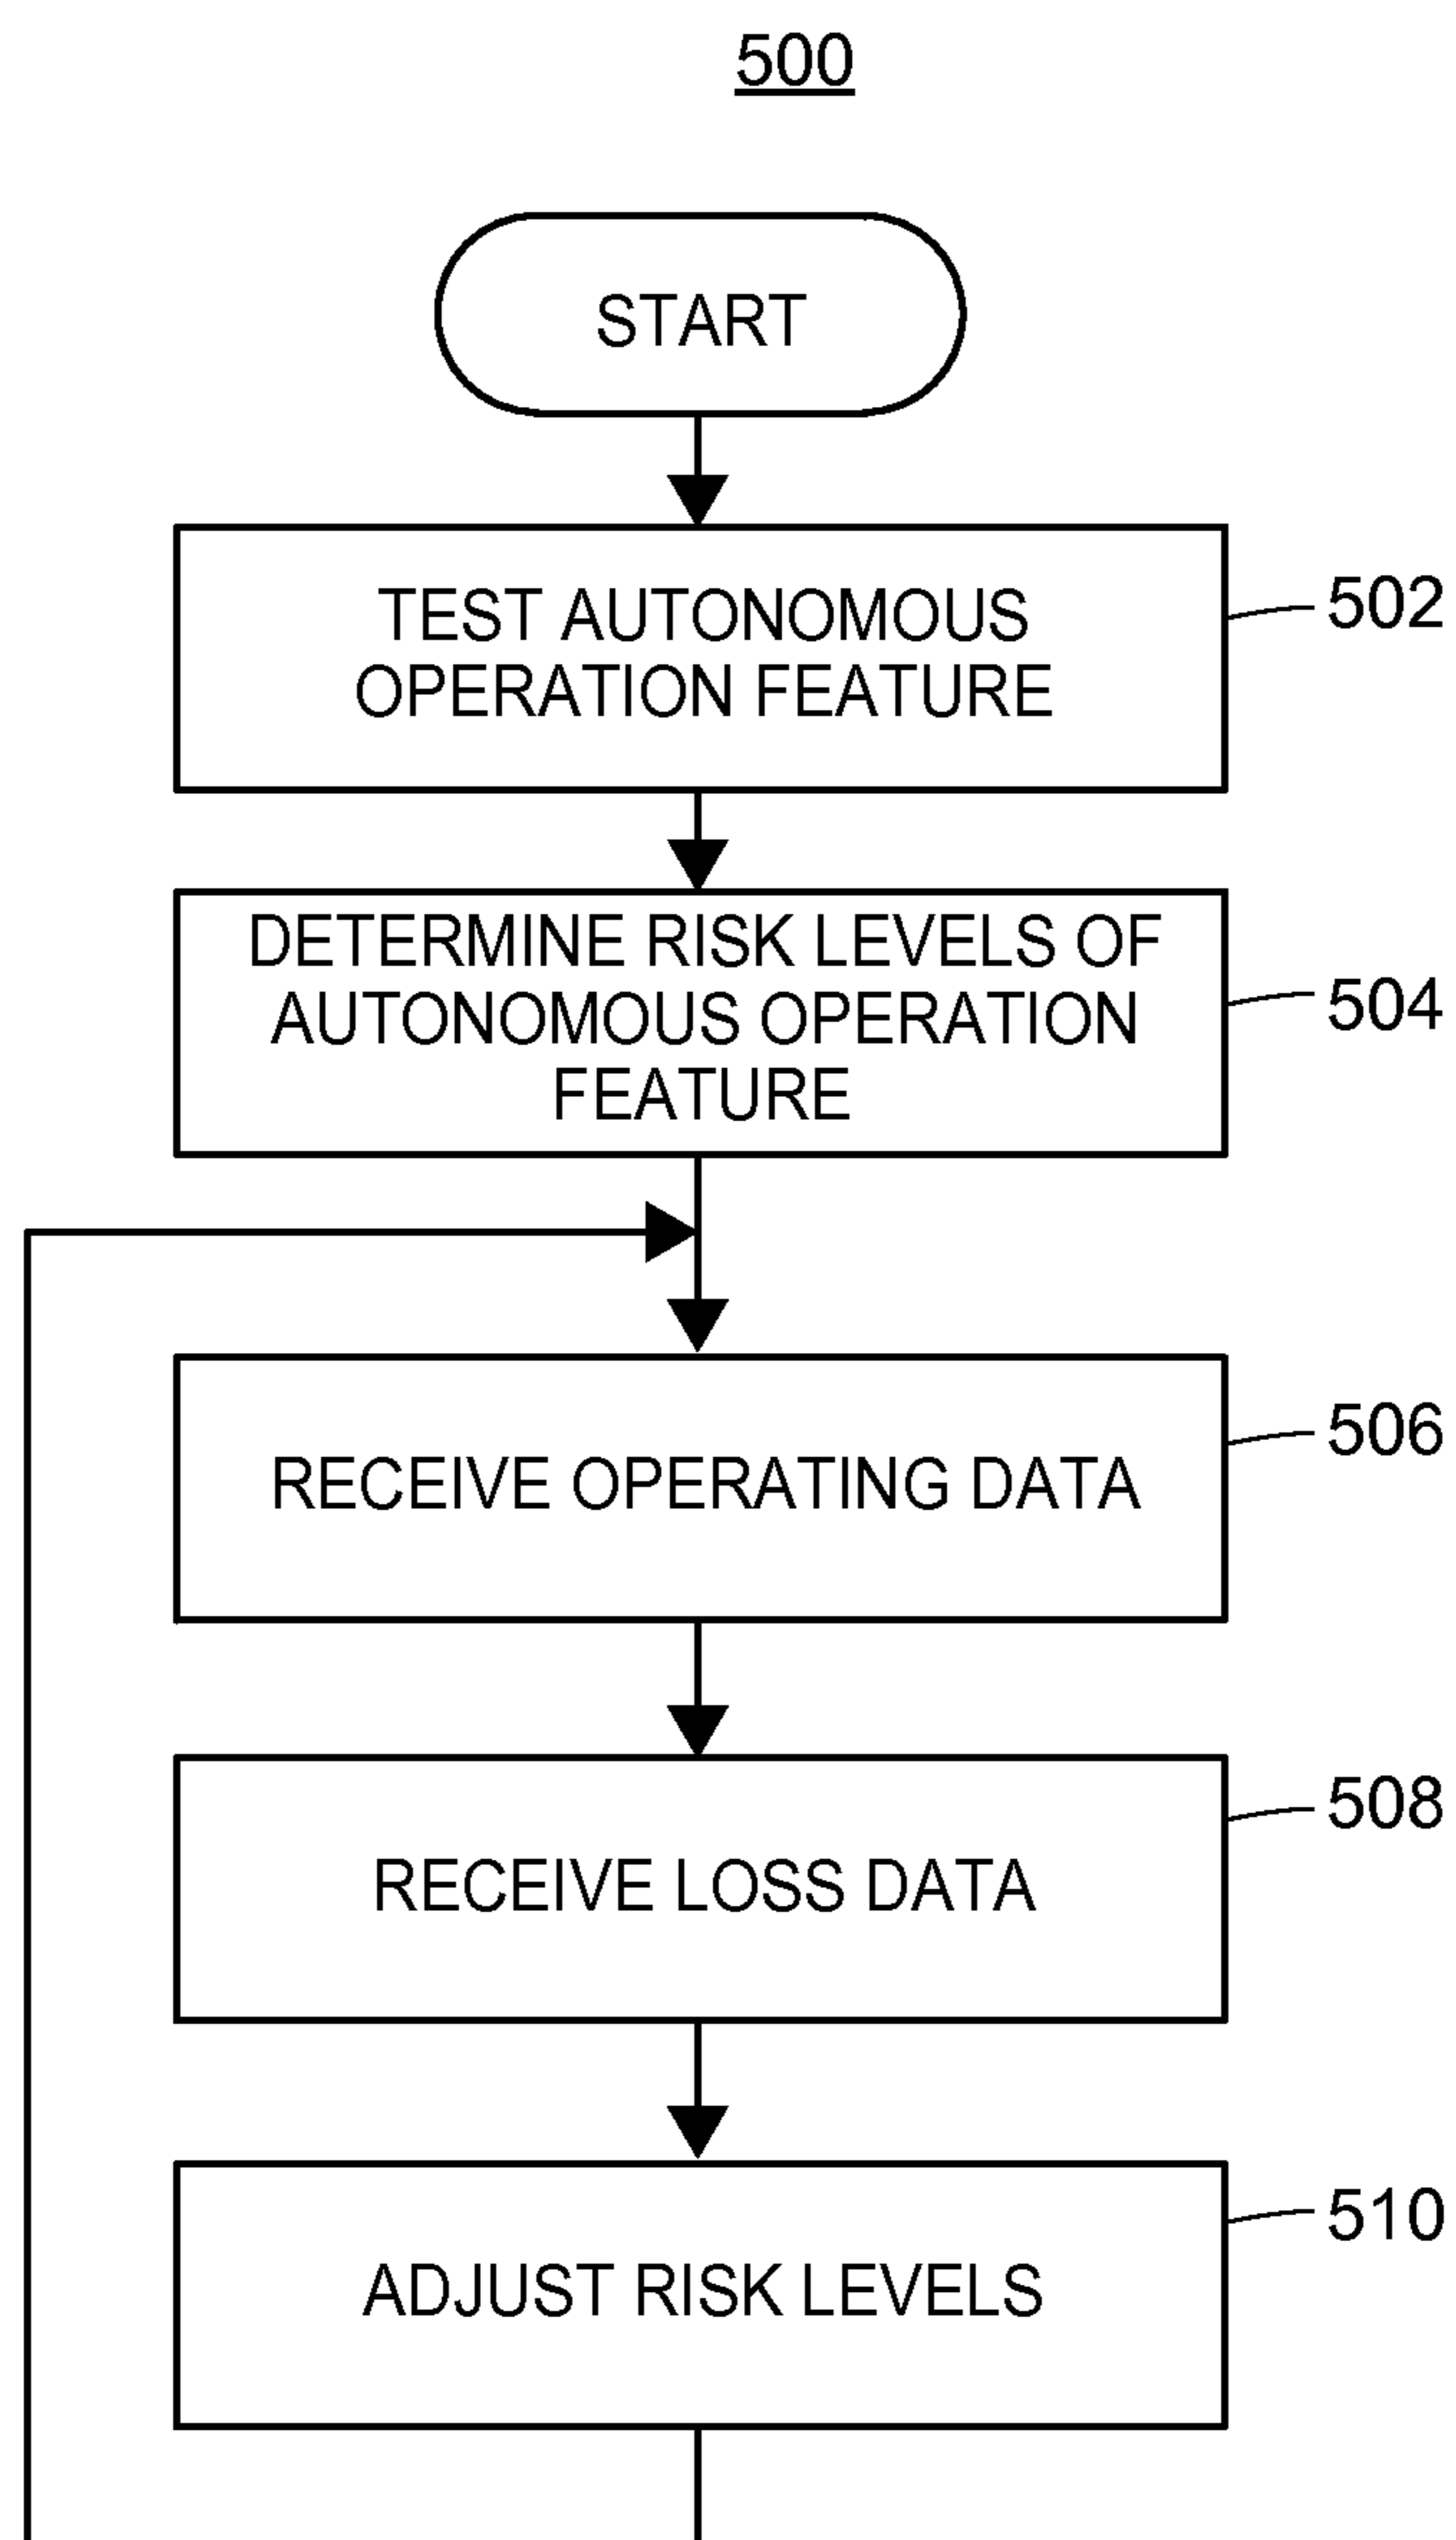 500
START
TEST AUTONOMOUS
OPERATION FEATURE
502
DETERMINE RISK LEVELS OF
AUTONOMOUS OPERATION
FEATURE
504
RECEIVE OPERATING DATA
506
RECEIVE LOSS DATA
508
ADJUST RISK LEVELS
510